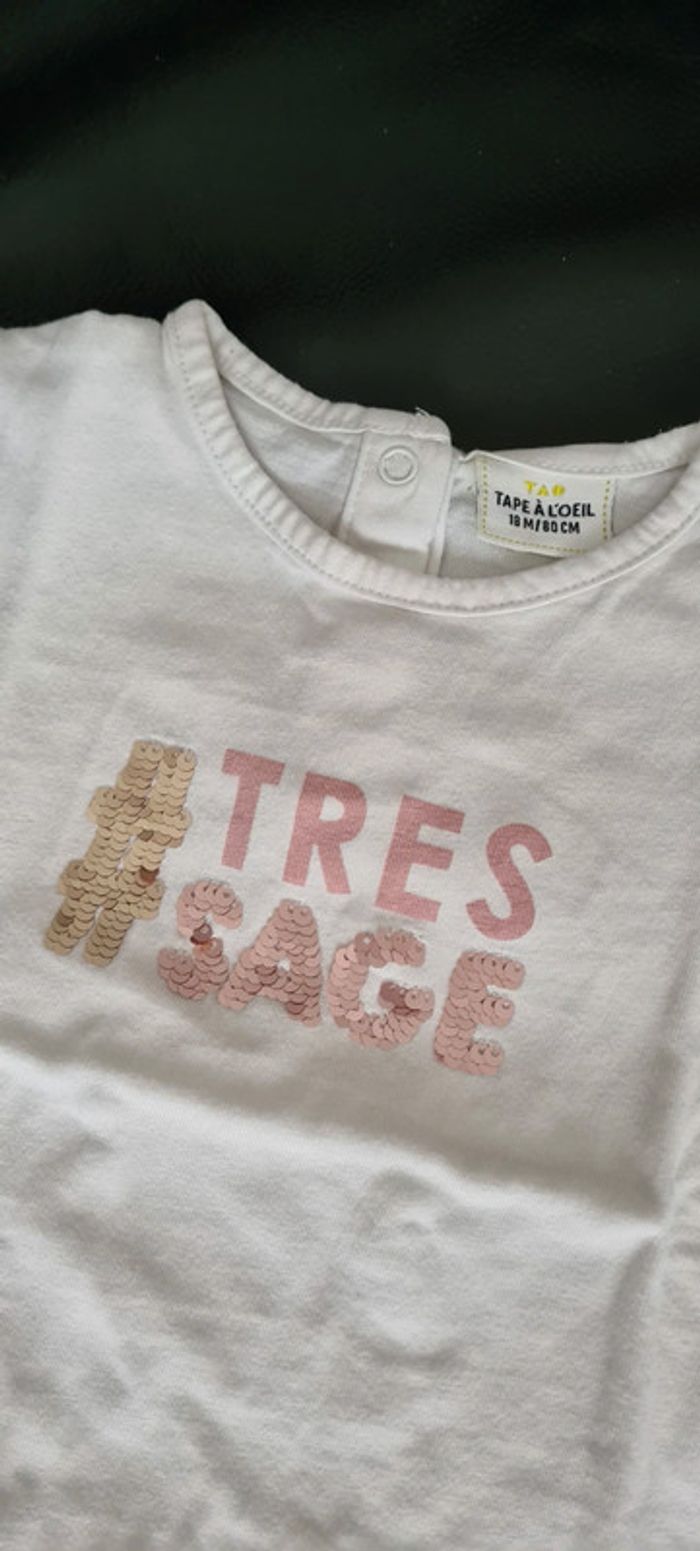 TAO
TAPE À L'OEIL
18 M/80 CM
#TRES
SAGE